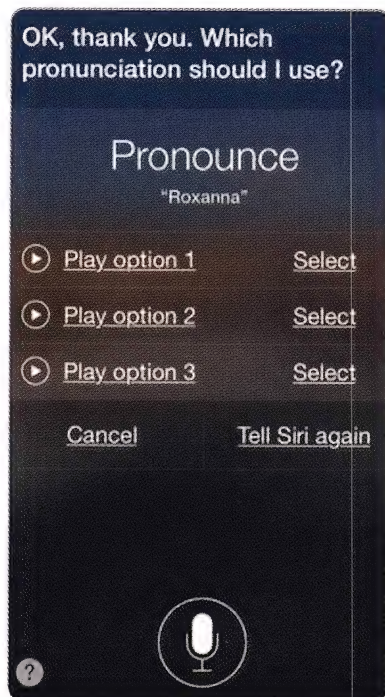 OK, thank you. Which
pronunciation should I use?
Pronounce
“Roxanna”
Play option 1 Select
Play option 2 Select
Play option 3 Select
Cancel Tell Siri again
?